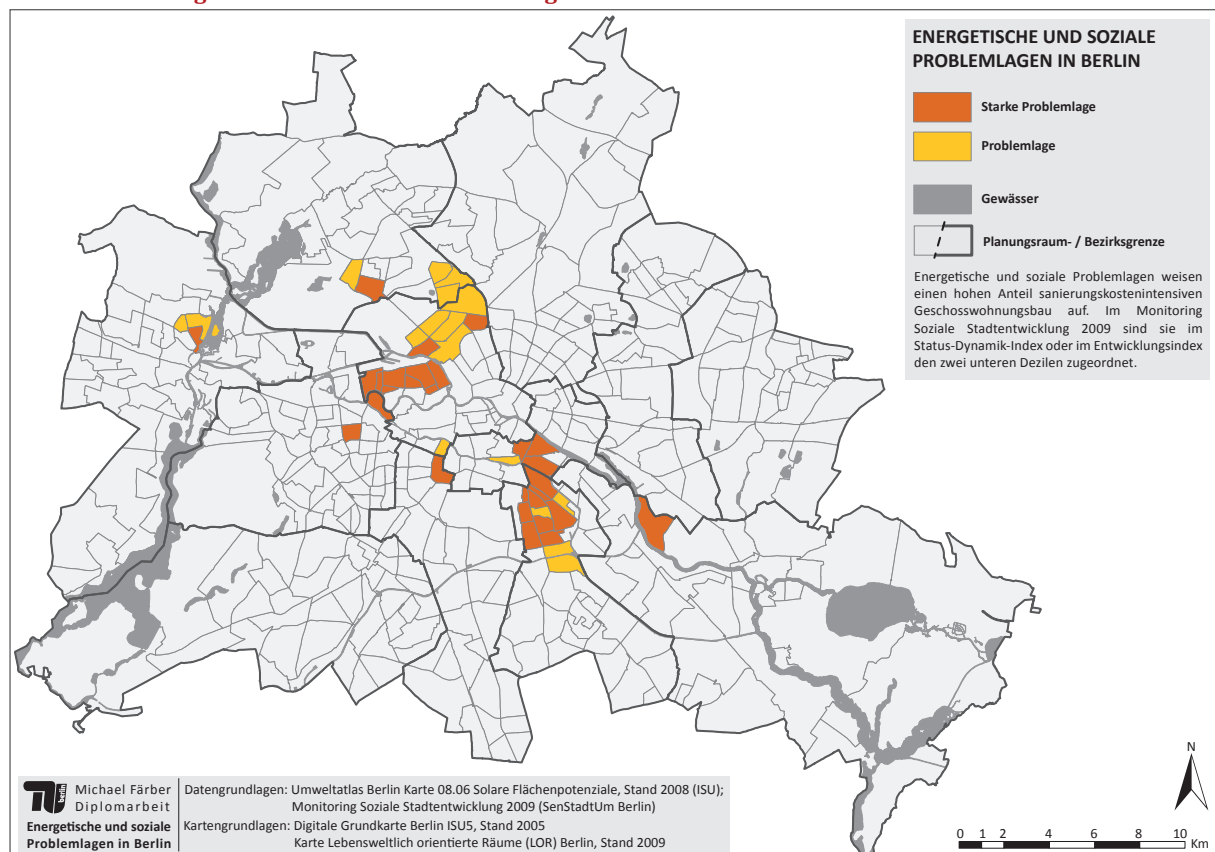 ENERGETISCHE UND SOZIALE
PROBLEMLAGEN IN BERLIN
Starke Problemlage
Problemlage
Gewässer
Planungsraum- / Bezirksgrenze
Energetische und soziale Problemlagen weisen
einen hohen Anteil sanierungskostenintensiven
Geschosswohnungsbau auf. Im Monitoring
Soziale Stadtentwicklung 2009 sind sie im
Status-Dynamik-Index oder im Entwicklungsindex
den zwei unteren Dezilen zugeordnet.
berlin
Michael Färber
Diplomarbeit
Energetische und soziale
Problemlagen in Berlin
Datengrundlagen: Umweltatlas Berlin Karte 08.06 Solare Flächenpotenziale, Stand 2008 (ISU);
Monitoring Soziale Stadtentwicklung 2009 (SenStadtUm Berlin)
Kartengrundlagen: Digitale Grundkarte Berlin ISU5, Stand 2005
Karte Lebensweltlich orientierte Räume (LOR) Berlin, Stand 2009
N
0 1 2 4 6 8 10
Km